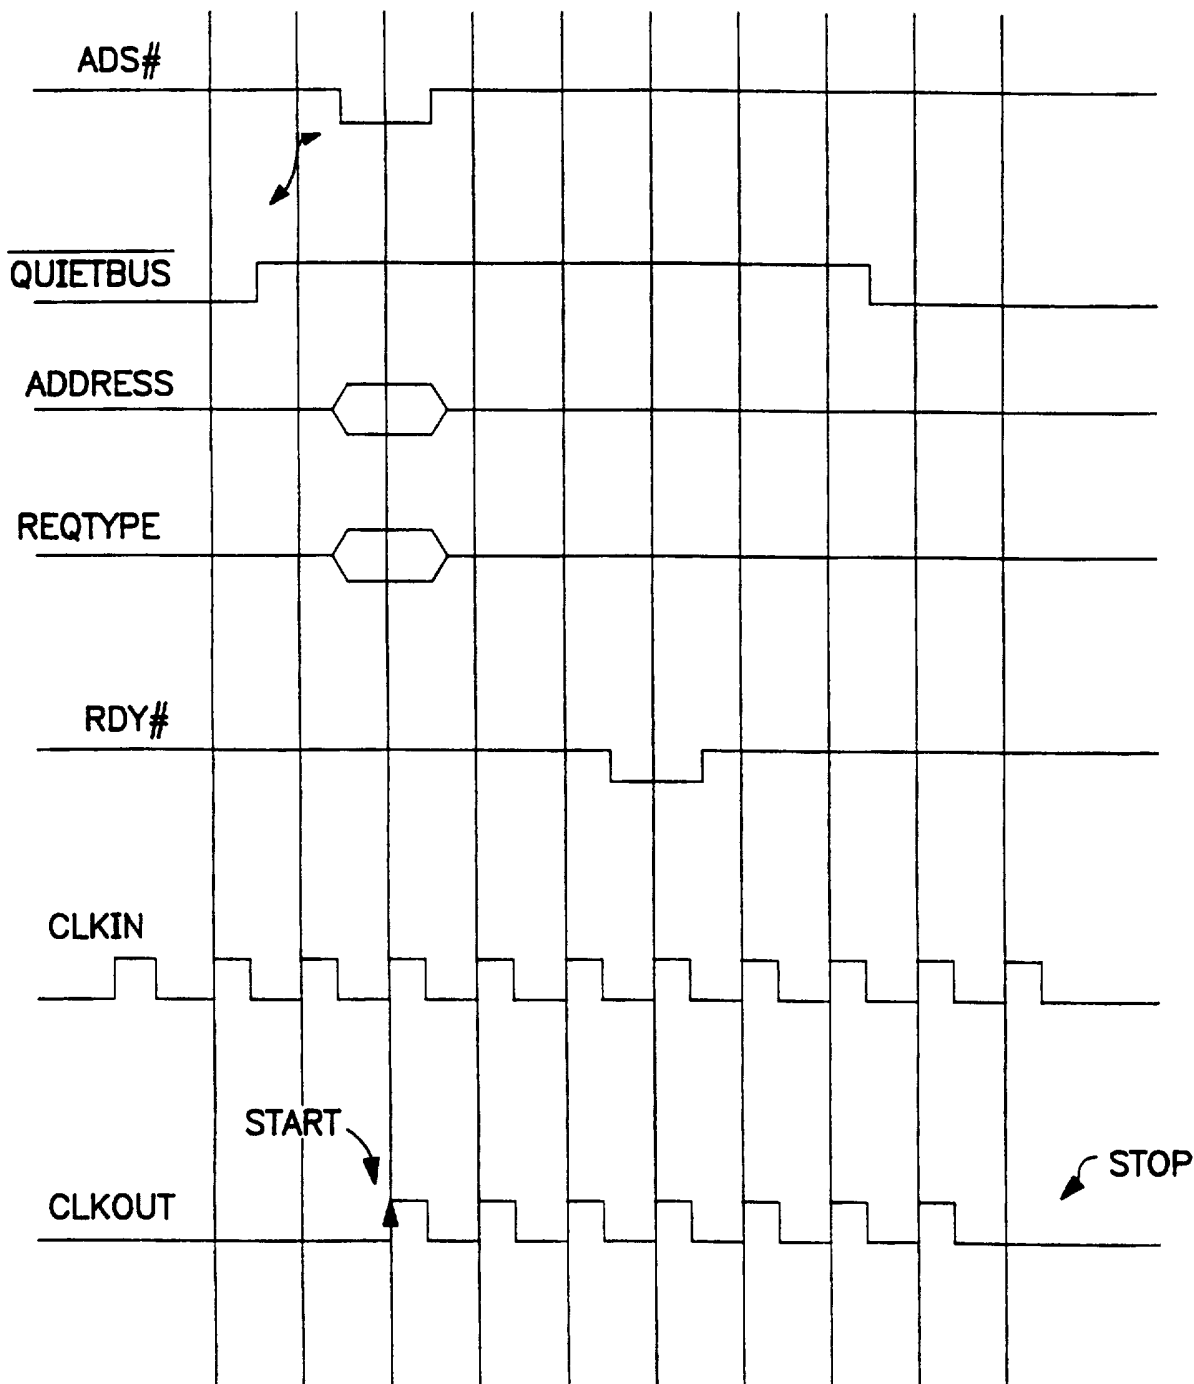 ADS#
QUIETBUS
ADDRESS
REQTYPE
RDY#
CLKIN
START
STOP
CLKOUT